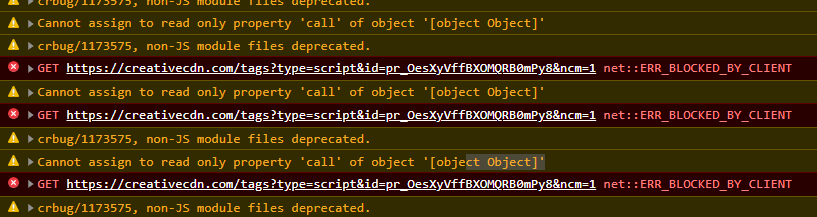 crbug/1173575, non-JS module files deprecated.
Cannot assign to read only property 'call' of object '[object Object]'
crbug/1173575, non-JS module files deprecated.
GET https://creativecdn.com/tags?type=script&id=pr_OesXyVffBXOMQRB0mPy8&ncm=1 net::ERR_BLOCKED_BY_CLIENT
Cannot assign to read only property 'call' of object '[object Object]'
GET https://creativecdn.com/tags?type=script&id=pr_OesXyVffBXOMQRB0mPy8&ncm=1 net::ERR_BLOCKED_BY_CLIENT
crbug/1173575, non-JS module files deprecated.
Cannot assign to read only property 'call' of object '[object Object]'
GET https://creativecdn.com/tags?type=script&id=pr_OesXyVffBXOMQRB0mPy8&ncm=1 net::ERR_BLOCKED_BY_CLIENT
crbug/1173575, non-JS module files deprecated.